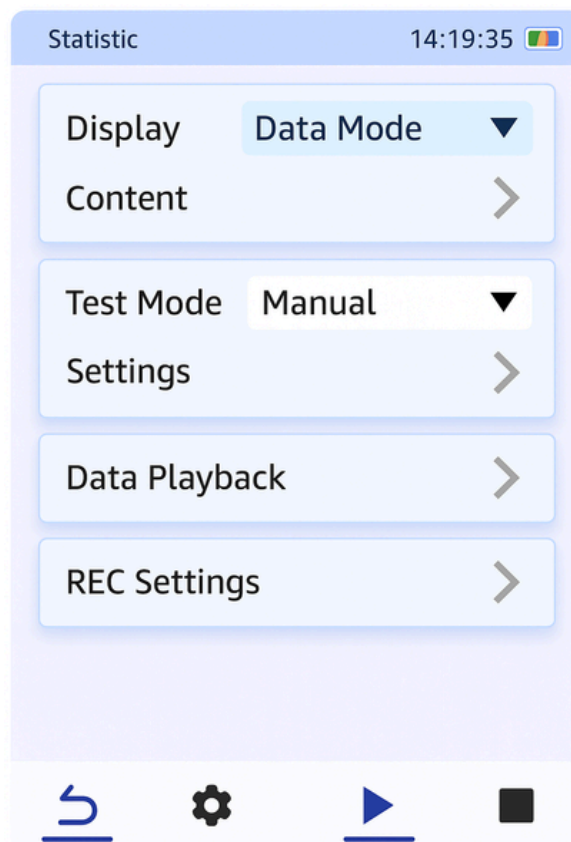 Statistic 14:19:35
Display Data Mode
Content
Test Mode Manual
Settings
Data Playback
REC Settings